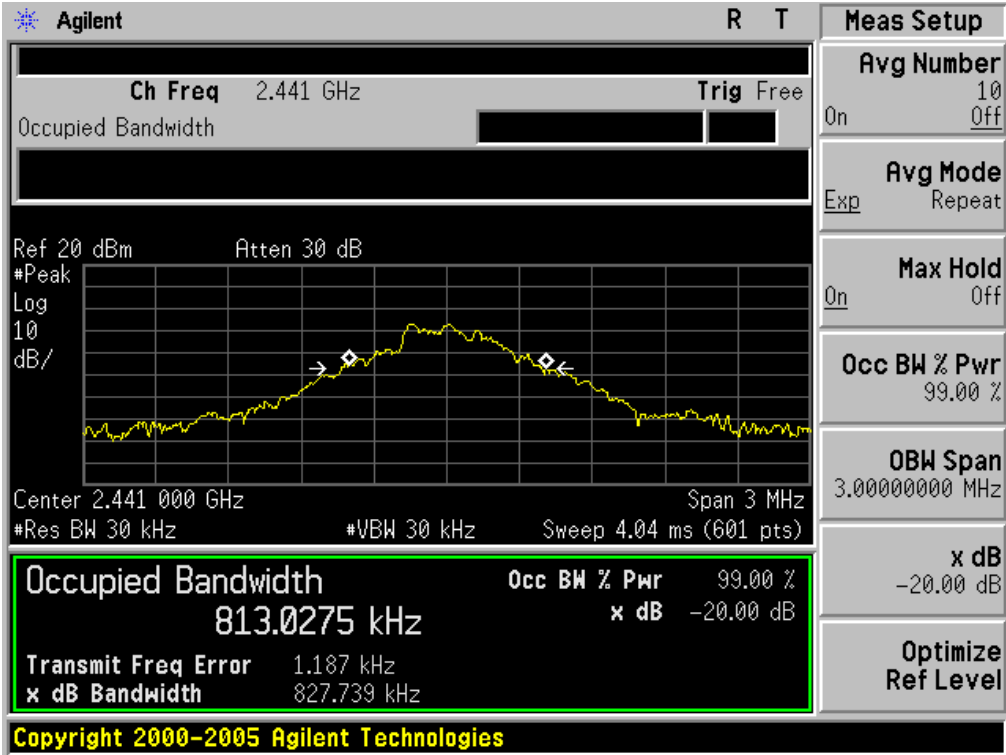 Agilent R T
Ch Freq 2.441 GHz Trig Free
Occupied Bandwidth
Ref 20 dBm Atten 30 dB
#Peak
Log
10
dB/
Center 2.441 000 GHz Span 3 MHz
#Res BW 30 kHz #VBW 30 kHz Sweep 4.04 ms (601 pts)
Occupied Bandwidth Occ BW % Pwr 99.00 %
813.0275 kHz x dB -20.00 dB
Transmit Freq Error 1.187 kHz
x dB Bandwidth 827.739 kHz
Copyright 2000-2005 Agilent Technologies
Meas Setup
Avg Number
10
On Off
Avg Mode
Exp Repeat
Max Hold
On Off
Occ BW % Pwr
99.00 %
OBW Span
3.00000000 MHz
x dB
-20.00 dB
Optimize
Ref Level